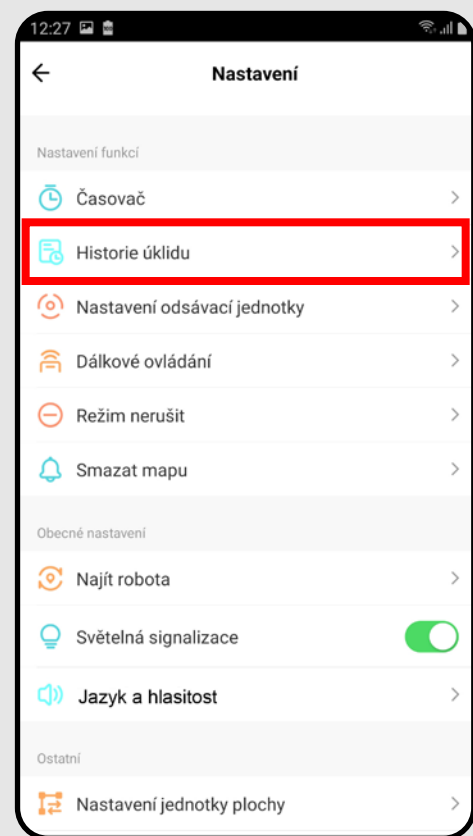 12:27
Nastavení
Nastavení funkcí
Časovač
Historie úklidu
Nastavení odsávací jednotky
Dálkové ovládání
Režim nerušit
Smazat mapu
Obecné nastavení
Najít robota
Světelná signalizace
Jazyk a hlasitost
Ostatní
Nastavení jednotky plochy